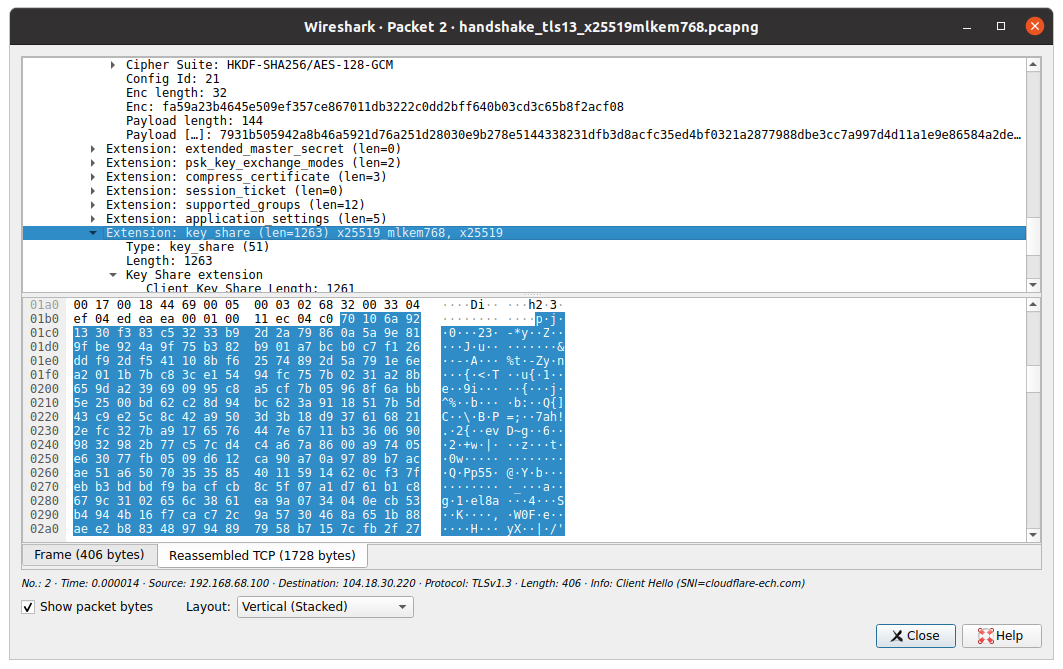 Wireshark · Packet 2 · handshake_tls13_x25519mlkem768.pcapng
Cipher Suite: HKDF-SHA256/AES-128-GCM
Config Id: 21
Enc length: 32
Enc: fa59a23b4645e509ef357ce867011db3222c0dd2bff640b03cd3c65b8f2acf08
Payload length: 144
Payload […]: 7931b505942a8b46a5921d76a251d28030e9b278e5144338231dfb3d8acfc35ed4bf0321a2877988dbe3cc7a997d4d11a1e9e86584a2de…
Extension: extended_master_secret (len=0)
Extension: psk_key_exchange_modes (len=2)
Extension: compress_certificate (len=3)
Extension: session_ticket (len=0)
Extension: supported_groups (len=12)
Extension: application_settings (len=5)
Extension: key_share (len=1263) x25519_mlkem768, x25519
Type: key_share (51)
Length: 1263
Key Share extension
Client Key Share Length: 1261
01a0 00 17 00 18 44 69 00 05 00 03 02 68 32 00 33 04 ····Di·· ···h2·3·
01b0 ef 04 ed ea ea 00 01 00 11 ec 04 c0 70 10 6a 92 ········ ····p·j·
01c0 13 30 f3 83 c5 32 33 b9 2d 2a 79 86 0a 5a 9e 81 ·0···23· -*y··Z··
01d0 9f be 92 4a 9f 75 b3 82 b9 01 a7 bc b0 c7 f1 26 ···J·u·· ·······&
01e0 dd f9 2d f5 41 10 8b f6 25 74 89 2d 5a 79 1e 6e ··-·A··· %t·-Zy·n
01f0 a2 01 1b 7b c8 3c e1 54 94 fc 75 7b 02 31 a2 8b ···{·<·T ··u{·1··
0200 65 9d a2 39 69 09 95 c8 a5 cf 7b 05 96 8f 6a bb e··9i··· ··{···j·
0210 5e 25 00 bd 62 c2 8d 94 bc 62 3a 91 18 51 7b 5d ^%··b··· ·b:··Q{]
0220 43 c9 e2 5c 8c 42 a9 50 3d 3b 18 d9 37 61 68 21 C··\·B·P =;··7ah!
0230 2e fc 32 7b a9 17 65 76 44 7e 67 11 b3 36 06 90 .·2{··ev D~g··6··
0240 98 32 98 2b 77 c5 7c d4 c4 a6 7a 86 00 a9 74 05 ·2·+w·|· ··z···t·
0250 e6 30 77 fb 05 09 d6 12 ca 90 a7 0a 97 89 b7 ac ·0w····· ········
0260 ae 51 a6 50 70 35 35 85 40 11 59 14 62 0c f3 7f ·Q·Pp55· @·Y·b···
0270 eb b3 bd bd f9 ba cf cb 8c 5f 07 a1 d7 61 b1 c8 ········ ·_···a··
0280 67 9c 31 02 65 6c 38 61 ea 9a 07 34 04 0e cb 53 g·1·el8a ···4···S
0290 b4 94 4b 16 f7 ca c7 2c 9a 57 30 46 8a 65 1b 88 ··K····, ·W0F·e··
02a0 ae e2 b8 83 48 97 94 89 79 58 b7 15 7c fb 2f 27 ····H··· yX··|·/'
Frame (406 bytes) Reassembled TCP (1728 bytes)
No.: 2 · Time: 0.000014 · Source: 192.168.68.100 · Destination: 104.18.30.220 · Protocol: TLSv1.3 · Length: 406 · Info: Client Hello (SNI=cloudflare-ech.com)
Show packet bytes Layout: Vertical (Stacked)
Close Help